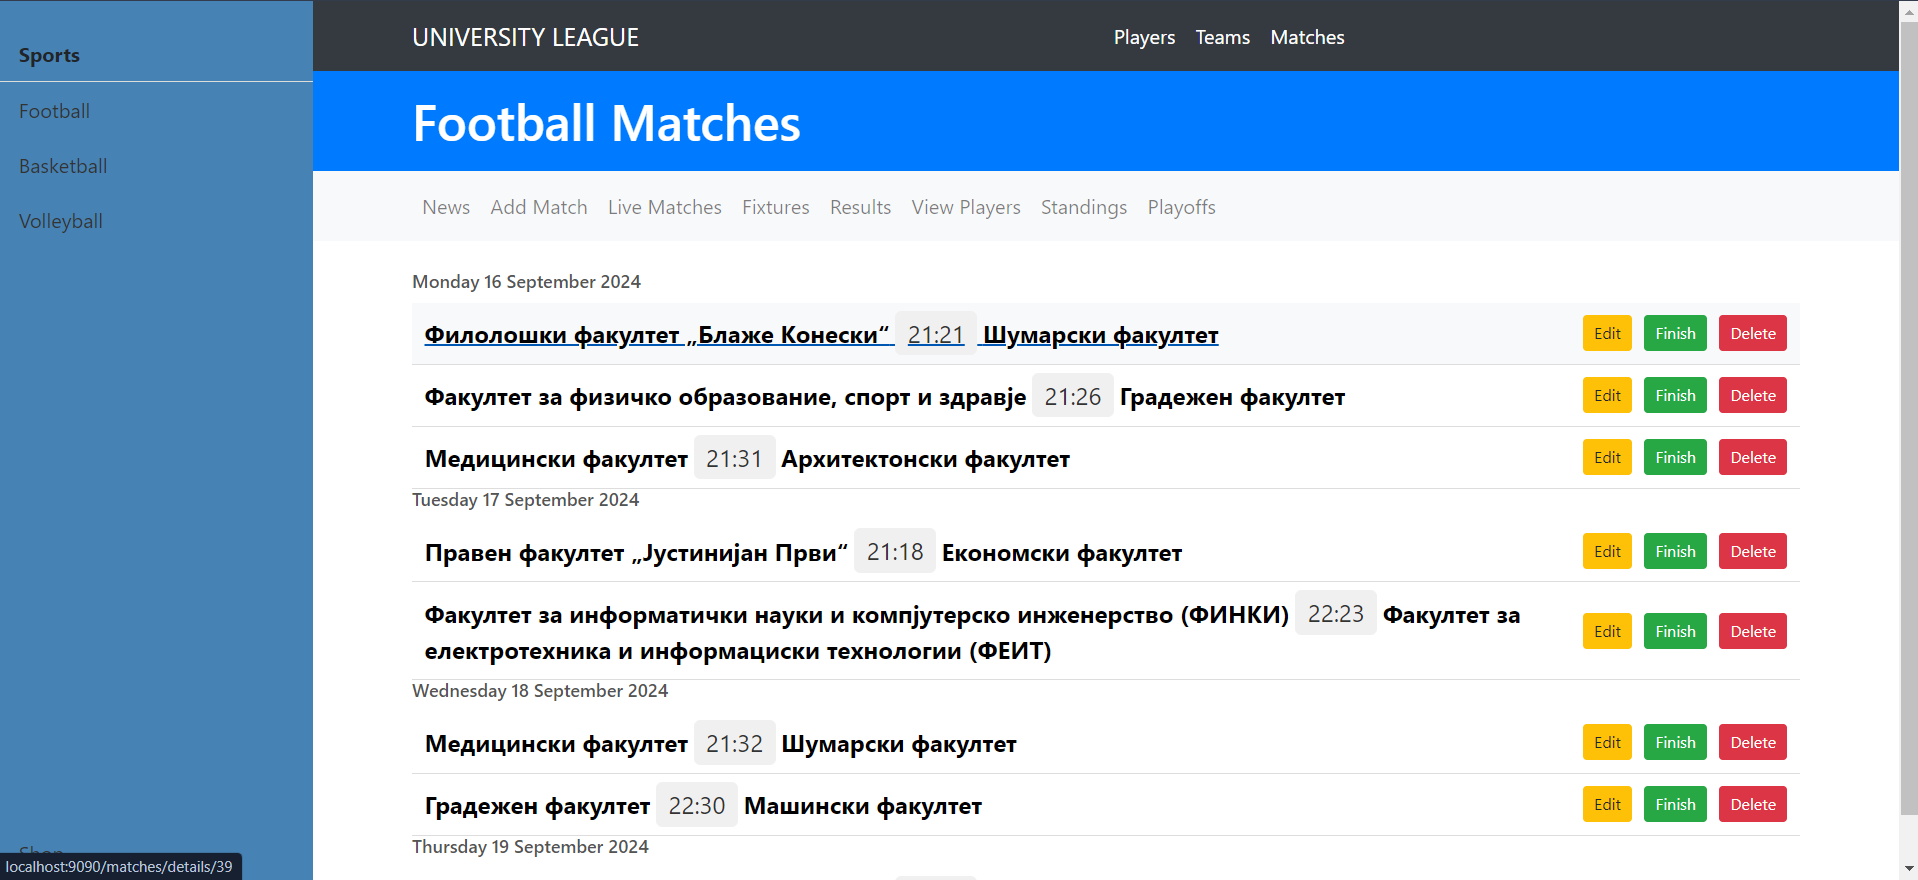 Sports
Football
Basketball
Volleyball
UNIVERSITY LEAGUE Players Teams Matches
Football Matches
News Add Match Live Matches Fixtures Results View Players Standings Playoffs
Monday 16 September 2024
Филолошки факултет „Блаже Конески“ 21:21 Шумарски факултет Edit Finish Delete
Факултет за физичко образование, спорт и здравје 21:26 Градежен факултет Edit Finish Delete
Медицински факултет 21:31 Архитектонски факултет Edit Finish Delete
Tuesday 17 September 2024
Правен факултет „Јустинијан Први“ 21:18 Економски факултет Edit Finish Delete
Факултет за информатички науки и компјутерско инженерство (ФИНКИ) 22:23 Факултет за
електротехника и информациски технологии (ФЕИТ) Edit Finish Delete
Wednesday 18 September 2024
Медицински факултет 21:32 Шумарски факултет Edit Finish Delete
Градежен факултет 22:30 Машински факултет Edit Finish Delete
Thursday 19 September 2024
localhost:9090/matches/details/39